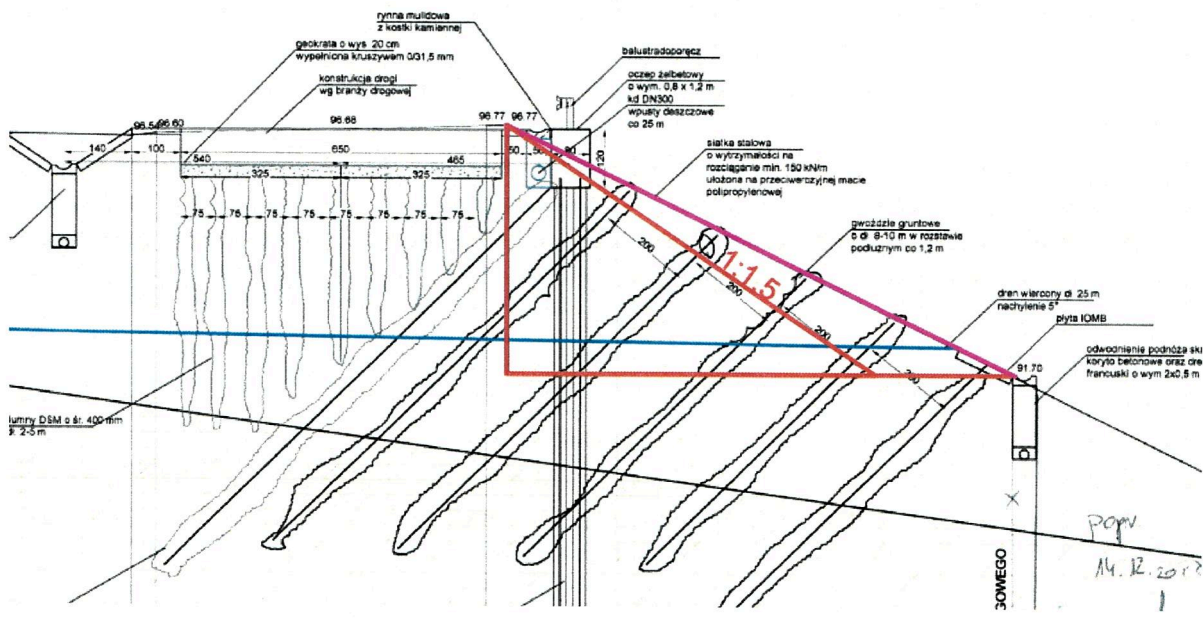 rynna muldowa
z kostki kamiennej
geokrata o wys. 20 cm
wypełniona kruszywem 0/31,5 mm
konstrukcja drogi
wg branży drogowej
balustradoporęcz
oczep żelbetowy
o wym. 0,8 x 1,2 m
kd DN300
wpusty deszczowe
co 25 m
siatka stalowa
o wytrzymałości na
rozciąganie min. 150 kN/m
ułożona na przeciwerozyjnej macie
polipropylenowej
gwoździe gruntowe
o dł. 8-10 m w rozstawie
podłużnym co 1,2 m
dren wiercony dł. 25 m
nachylenie 5°
płyta IOMB
odwodnienie podnóża ska
koryto betonowe oraz dre
francuski o wym 2x0,5 m
96.54
96.60
96.68
96.77
96.77
140
100
540
650
465
50
50
80
120
325
325
75
75
75
75
75
75
75
75
200
200
200
200
1:1.5
91.70
lumny DSM o śr. 400 mm
ł. 2-5 m
GOWEGO